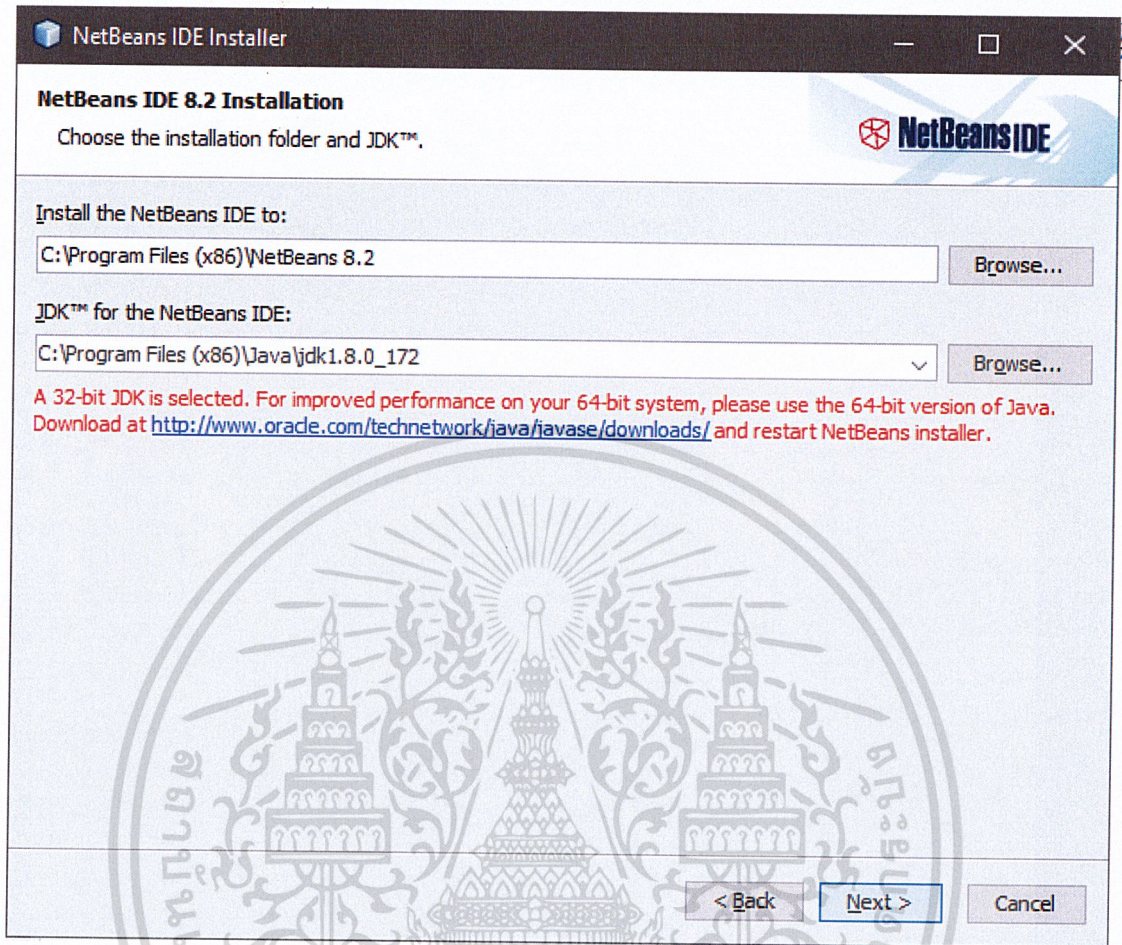 NetBeans IDE Installer
NetBeans IDE 8.2 Installation
Choose the installation folder and JDK™.
NetBeans IDE
Install the NetBeans IDE to:
C:\Program Files (x86)\NetBeans 8.2
Browse...
JDK™ for the NetBeans IDE:
C:\Program Files (x86)\Java\jdk1.8.0_172
Browse...
A 32-bit JDK is selected. For improved performance on your 64-bit system, please use the 64-bit version of Java.
Download at http://www.oracle.com/technetwork/java/javase/downloads/ and restart NetBeans installer.
< Back
Next >
Cancel